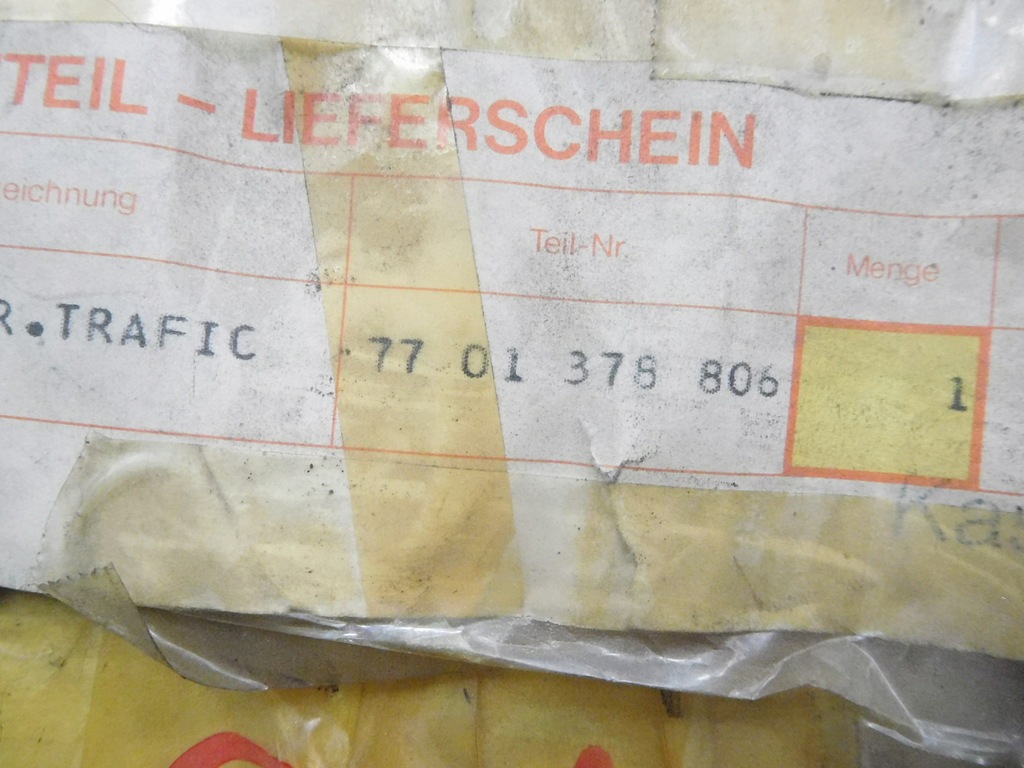 TEIL - LIEFERSCHEIN
eichnung Teil-Nr. Menge
R.TRAFIC 77 01 378 806 1